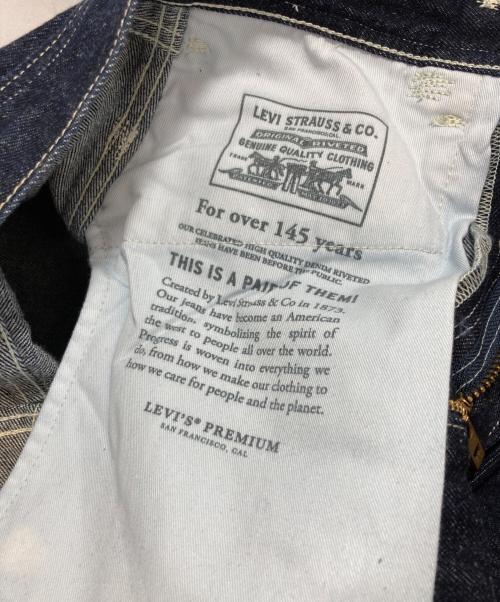 LEVI STRAUSS & CO.
SAN FRANCISCO, CAL
ORIGINAL RIVETED
GENUINE QUALITY CLOTHING
TRADE MARK
For over 145 years
OUR CELEBRATED HIGH QUALITY DENIM RIVETED
JEANS HAVE BEEN BEFORE THE PUBLIC.
THIS IS A PAIR OF THEM!
Created by Levi Strauss & Co in 1873.
Our jeans have become an American
tradition, symbolizing the spirit of
the west to people all over the world.
Progress is woven into everything we
do, from how we make our clothing to
how we care for people and the planet.
LEVI'S® PREMIUM
SAN FRANCISCO, CAL